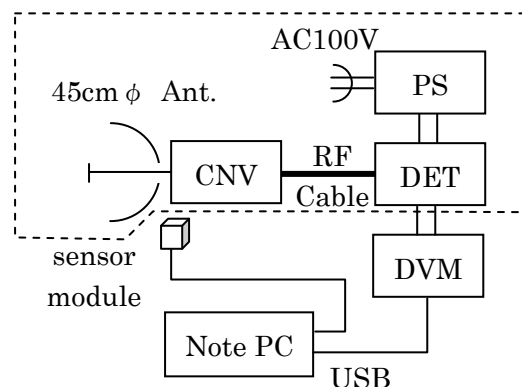 AC100V
PS
45cm φ Ant.
CNV
RF
Cable
DET
sensor
module
DVM
Note PC
USB